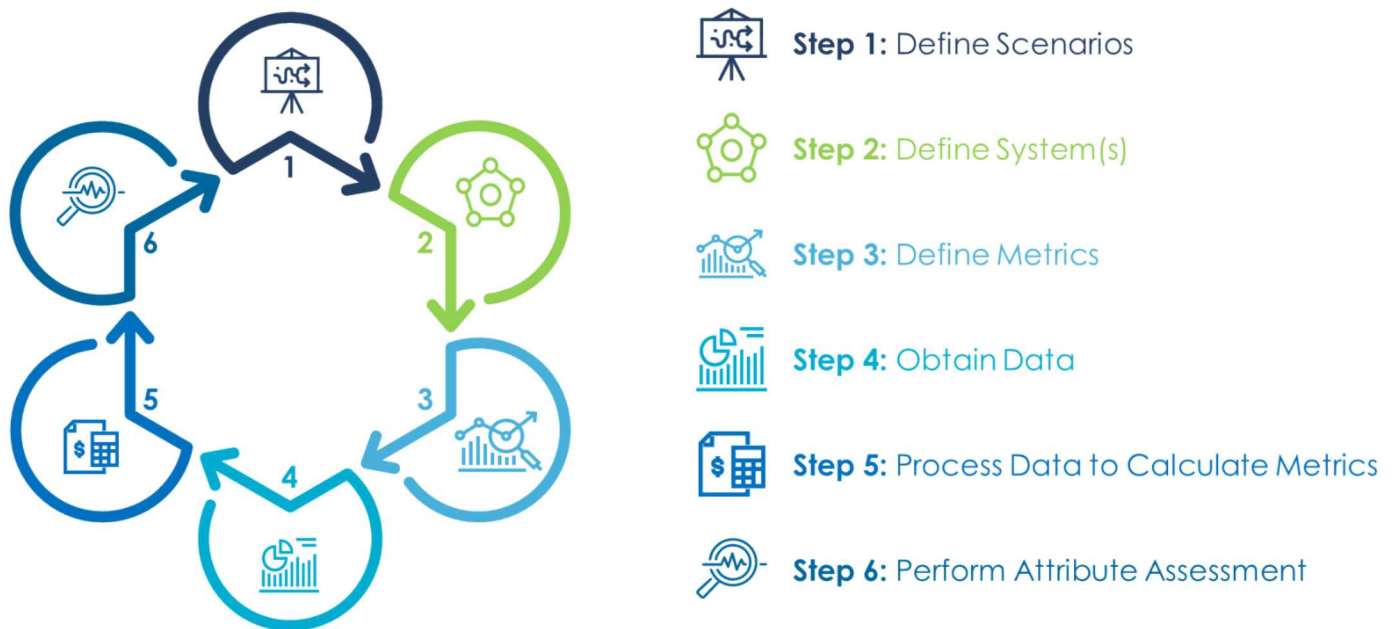 1
2
3
4
5
6
Step 1: Define Scenarios
Step 2: Define System(s)
Step 3: Define Metrics
Step 4: Obtain Data
$
Step 5: Process Data to Calculate Metrics
$
Step 6: Perform Attribute Assessment